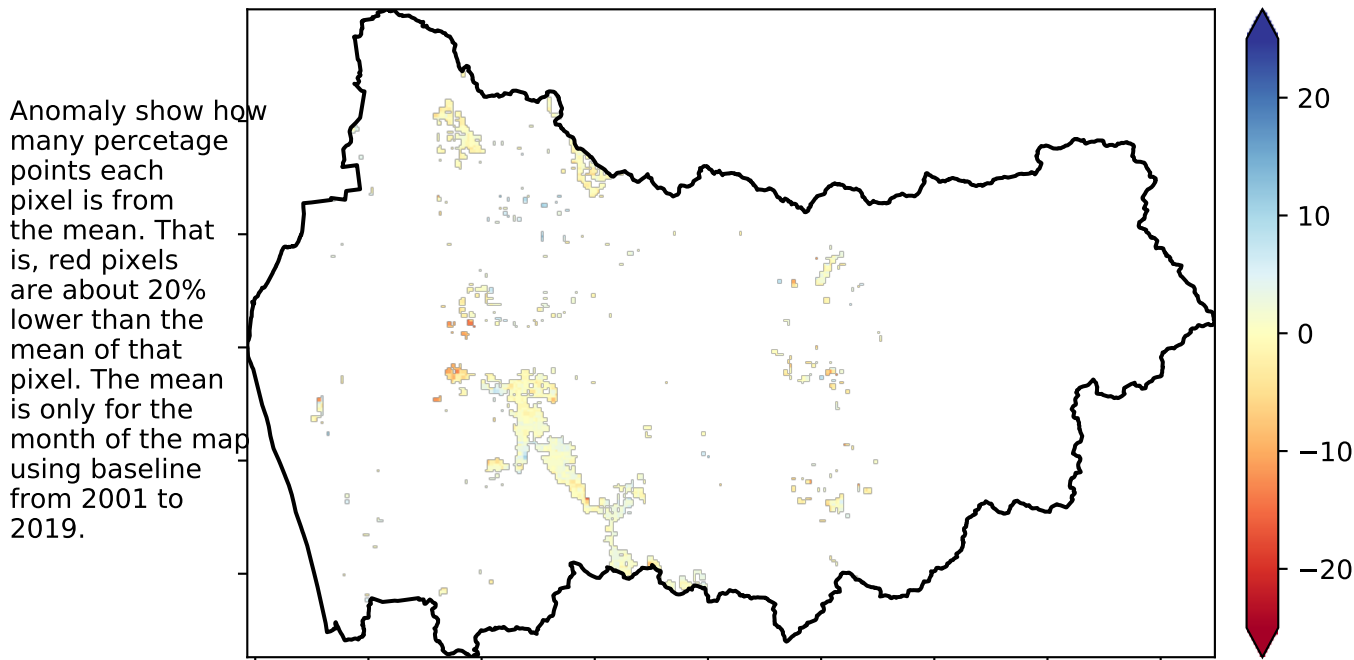 Anomaly show how
many percetage
points each
pixel is from
the mean. That
is, red pixels
are about 20%
lower than the
mean of that
pixel. The mean
is only for the
month of the map
using baseline
from 2001 to
2019.
20
10
0
−10
−20